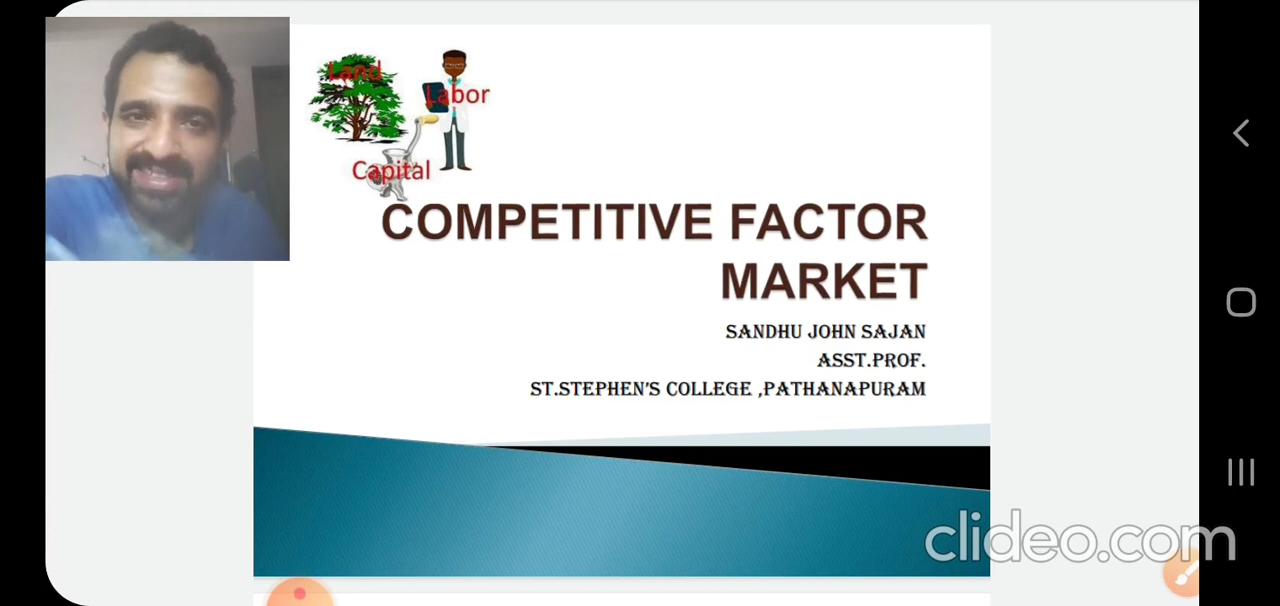 Land
Labor
Capital
COMPETITIVE FACTOR
MARKET
SANDHU JOHN SAJAN
ASST.PROF.
ST.STEPHEN'S COLLEGE ,PATHANAPURAM
clideo.com